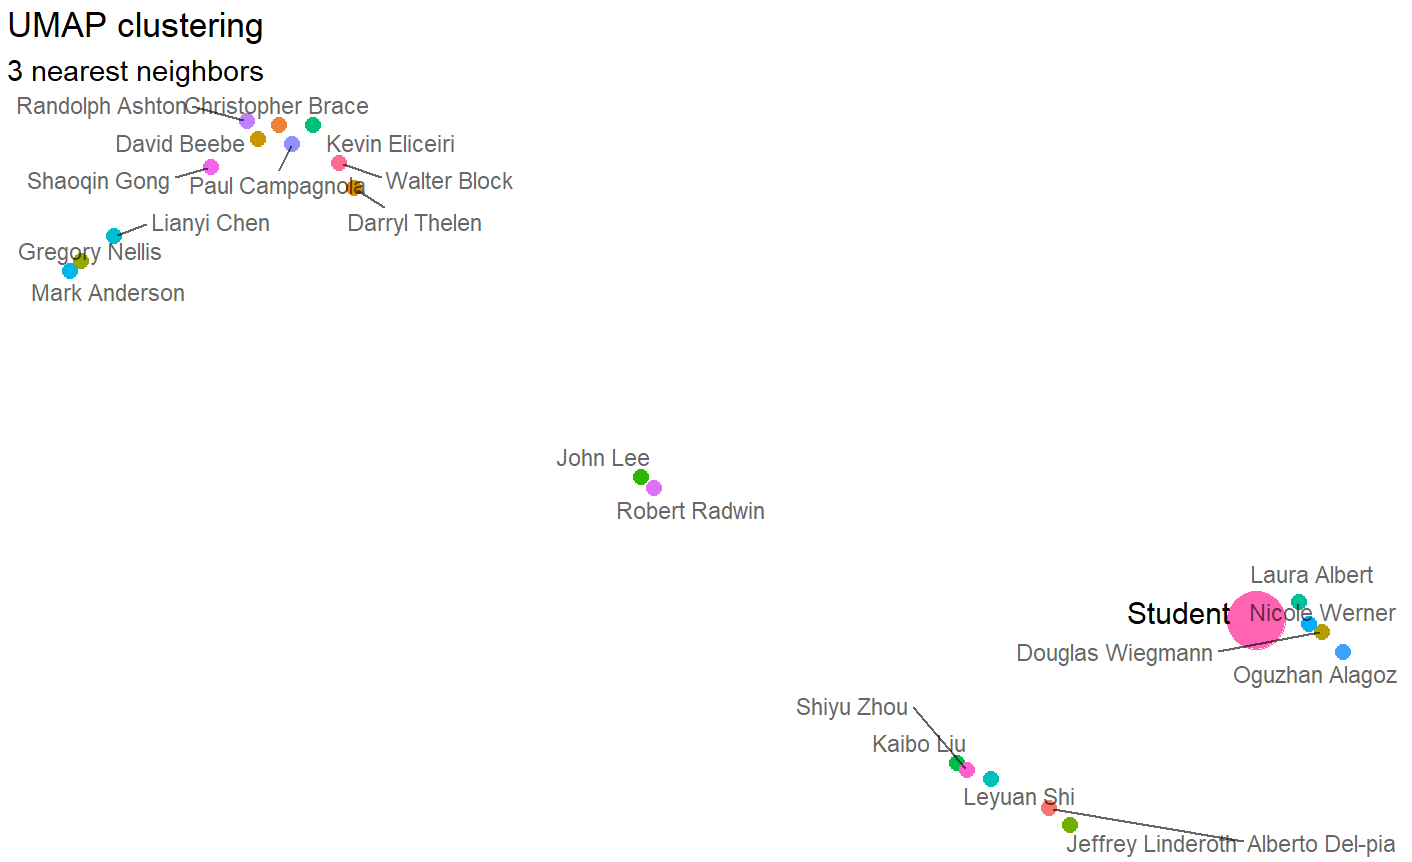 UMAP clustering
3 nearest neighbors
Randolph Ashton
Christopher Brace
David Beebe
Kevin Eliceiri
Shaoqin Gong
Paul Campagnola
Walter Block
Lianyi Chen
Darryl Thelen
Gregory Nellis
Mark Anderson
John Lee
Robert Radwin
Laura Albert
Student
Nicole Werner
Douglas Wiegmann
Oguzhan Alagoz
Shiyu Zhou
Kaibo Liu
Leyuan Shi
Jeffrey Linderoth
Alberto Del-pia